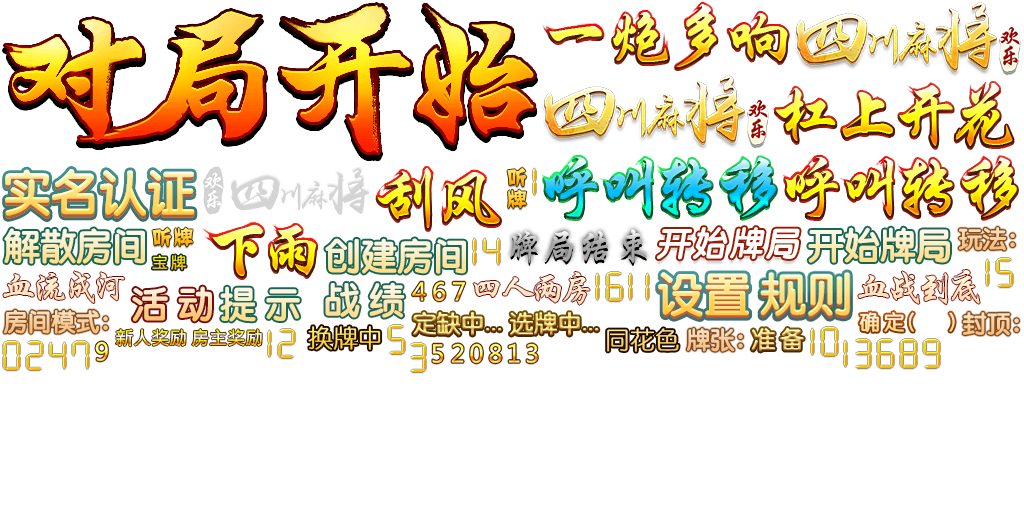 对局开始
一炮多响
四川麻将
欢乐
四川麻将
欢乐
杠上开花
实名认证
欢乐
四川麻将
刮风
听牌
1
呼叫转移
呼叫转移
解散房间
听牌
宝牌
下雨
创建房间
14
牌局结束
开始牌局
开始牌局
玩法:
15
血流成河
活动
提示
战绩
467
四人两房
1611
设置
规则
血战到底
房间模式:
新人奖励
房主奖励
12
换牌中
5
定缺中...
选牌中...
同花色
牌张:
准备
10
确定( )
封顶:
02479
3520813
13689